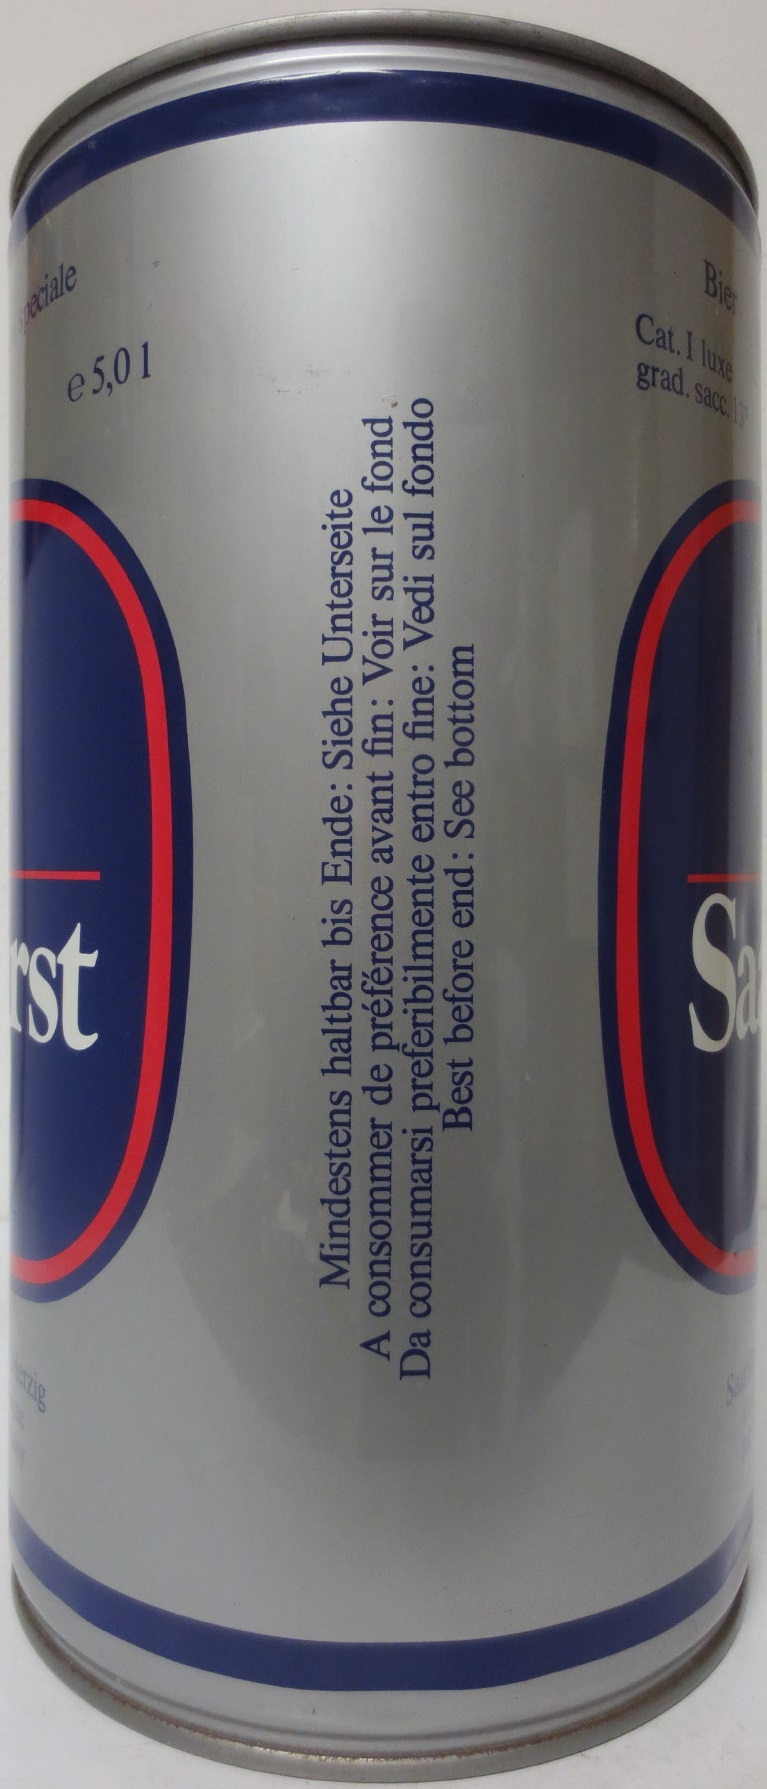 speciale
e 5,0 l
rst
Mindestens haltbar bis Ende: Siehe Unterseite
A consommer de préférence avant fin: Voir sur le fond
Da consumarsi preferibilmente entro fine: Vedi sul fondo
Best before end: See bottom
Bier
Cat. I luxe
grad. sacc. 13°
Sa